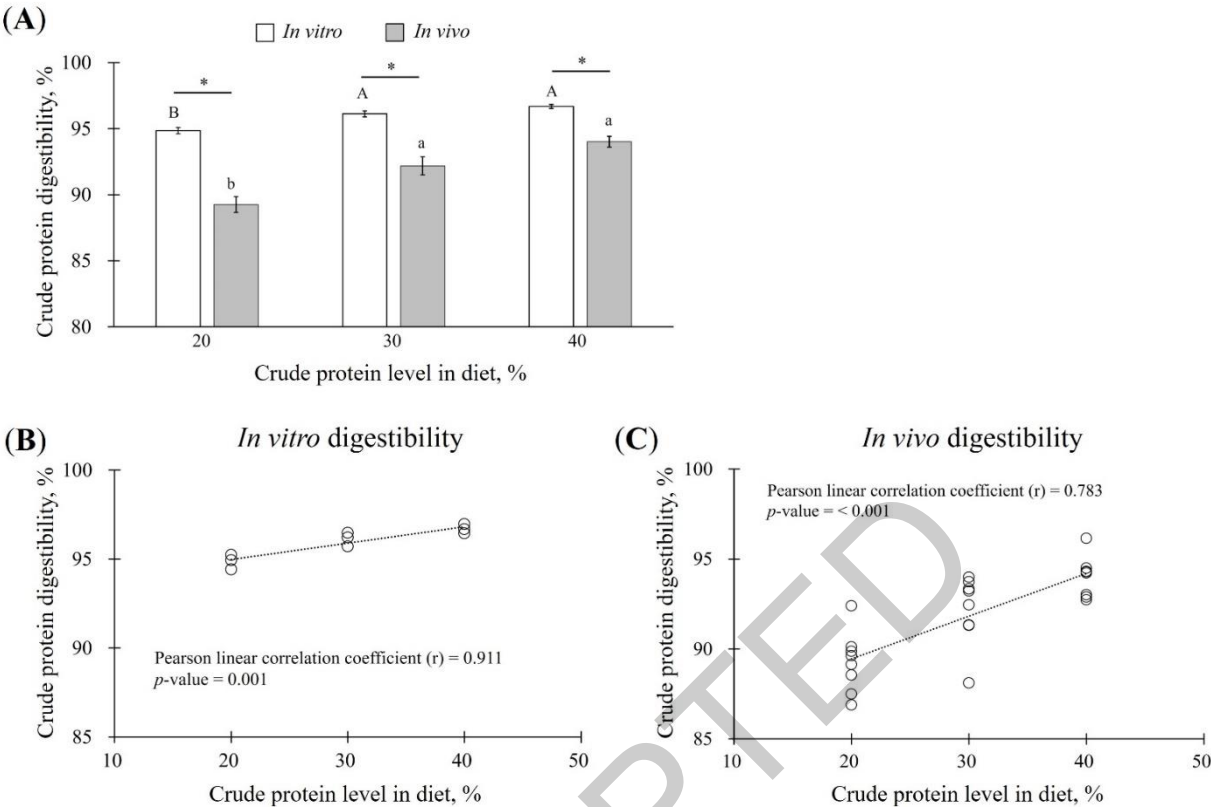 (A)
In vitro In vivo
Crude protein digestibility, %
100
95
90
85
80
* * *
B b A a A a
20 30 40
Crude protein level in diet, %
(B)
In vitro digestibility
Crude protein digestibility, %
100
95
90
85
Pearson linear correlation coefficient (r) = 0.911
p-value = 0.001
10 20 30 40 50
Crude protein level in diet, %
(C)
In vivo digestibility
Crude protein digestibility, %
100
95
90
85
Pearson linear correlation coefficient (r) = 0.783
p-value = < 0.001
10 20 30 40 50
Crude protein level in diet, %
PTED